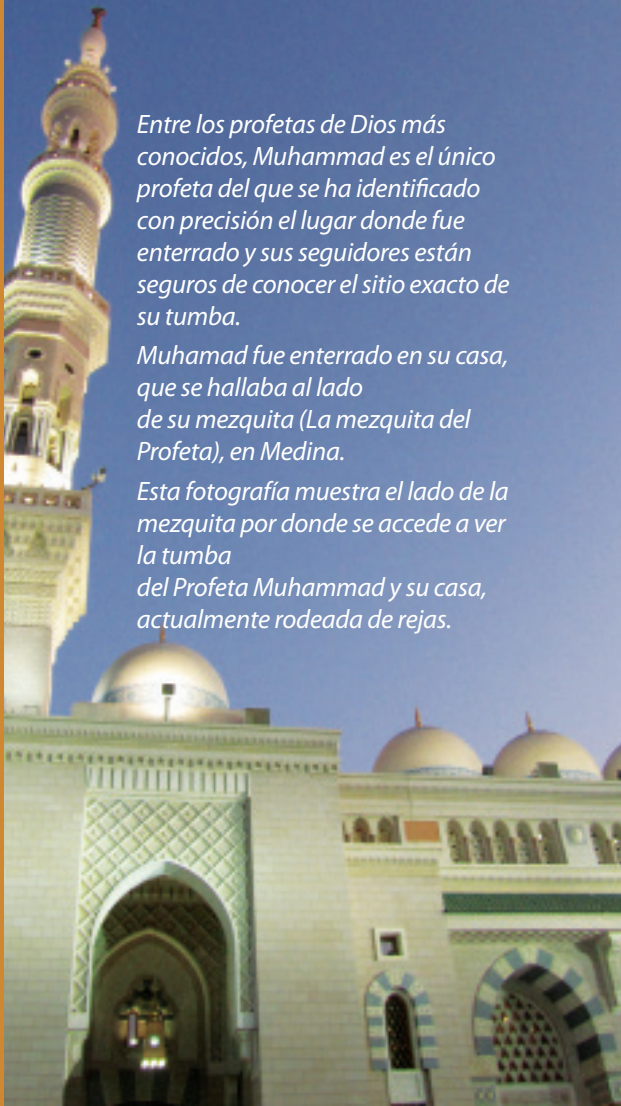 Entre los profetas de Dios más
conocidos, Muhammad es el único
profeta del que se ha identificado
con precisión el lugar donde fue
enterrado y sus seguidores están
seguros de conocer el sitio exacto de
su tumba.
Muhamad fue enterrado en su casa,
que se hallaba al lado
de su mezquita (La mezquita del
Profeta), en Medina.
Esta fotografía muestra el lado de la
mezquita por donde se accede a ver
la tumba
del Profeta Muhammad y su casa,
actualmente rodeada de rejas.